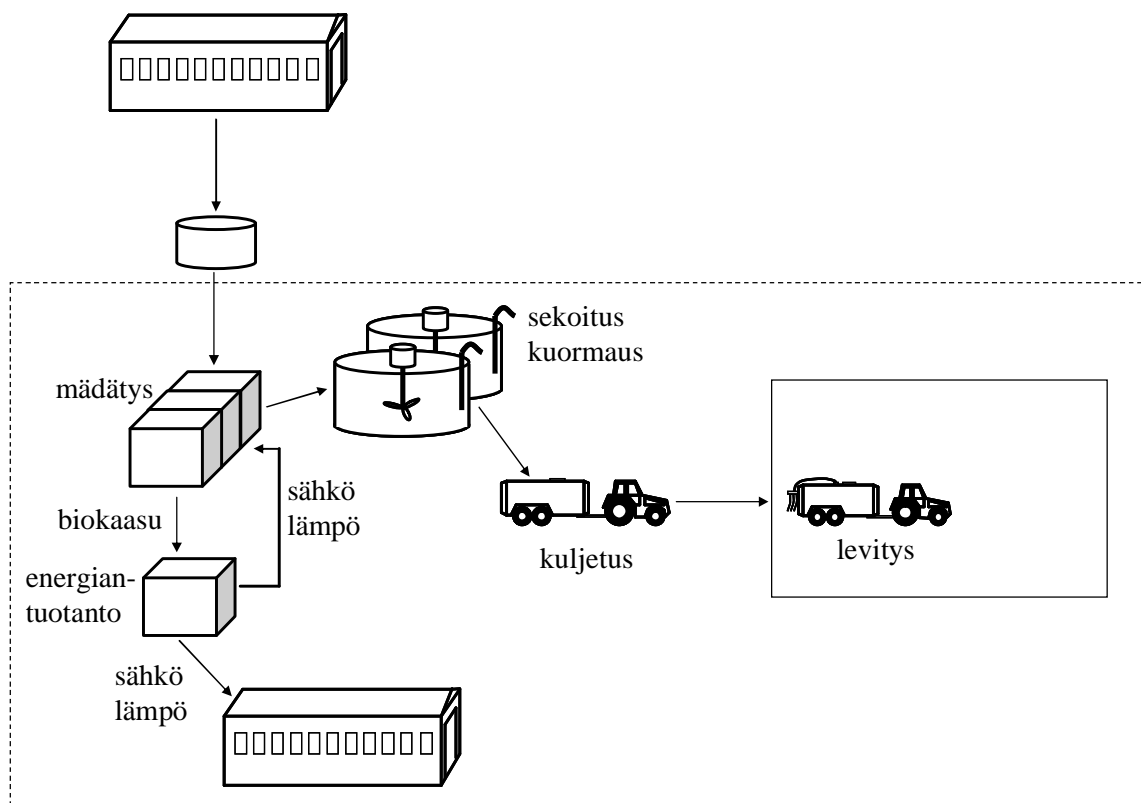 sekoitus
kuormaus
mädätys
sähkö
lämpö
biokaasu
kuljetus
levitys
energian-
tuotanto
sähkö
lämpö